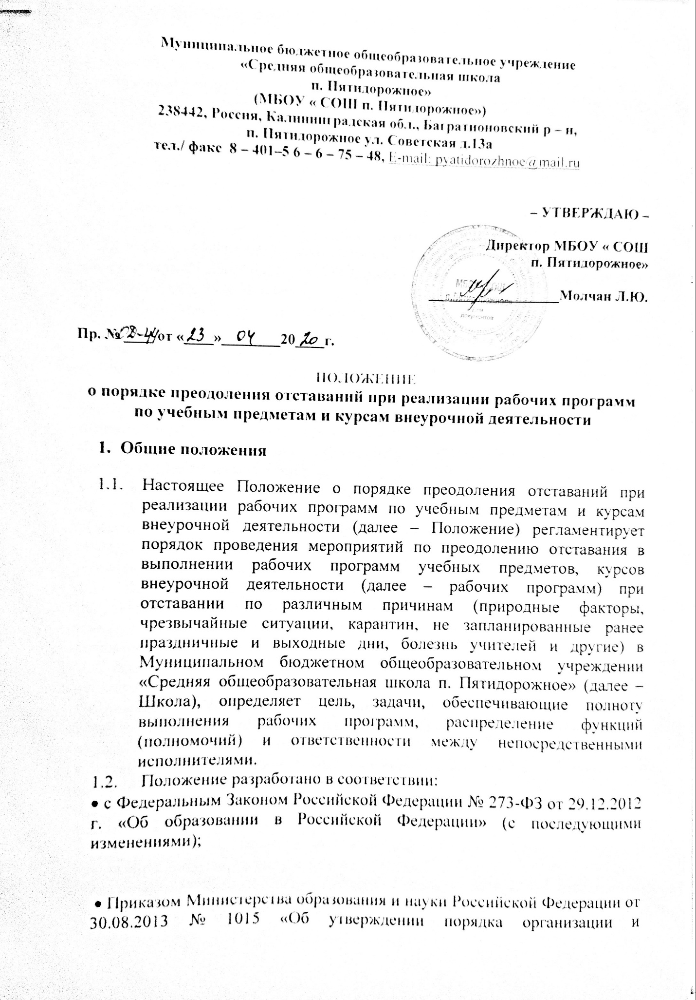 Муниципальное бюджетное общеобразовательное учреждение
«Средняя общеобразовательная школа
п. Пятидорожное»
(МБОУ « СОШ п. Пятидорожное»)
238442, Россия, Калининградская обл., Багратионовский р – н,
п. Пятидорожное ул. Советская д.13а
тел./ факс 8 – 401–5 6 – 6 – 75 – 48, E-mail: pyatidorozhnoe@mail.ru
– УТВЕРЖДАЮ –
Директор МБОУ « СОШ
п. Пятидорожное»
Молчан Л.Ю.
для
документов
Пр. № ОД-44 от «23» 04 2020 г.
ПОЛОЖЕНИЕ
о порядке преодоления отставаний при реализации рабочих программ
по учебным предметам и курсам внеурочной деятельности
1. Общие положения
1.1. Настоящее Положение о порядке преодоления отставаний при
реализации рабочих программ по учебным предметам и курсам
внеурочной деятельности (далее – Положение) регламентирует
порядок проведения мероприятий по преодолению отставания в
выполнении рабочих программ учебных предметов, курсов
внеурочной деятельности (далее – рабочих программ) при
отставании по различным причинам (природные факторы,
чрезвычайные ситуации, карантин, не запланированные ранее
праздничные и выходные дни, болезнь учителей и другие) в
Муниципальном бюджетном общеобразовательном учреждении
«Средняя общеобразовательная школа п. Пятидорожное» (далее –
Школа), определяет цель, задачи, обеспечивающие полноту
выполнения рабочих программ, распределение функций
(полномочий) и ответственности между непосредственными
исполнителями.
1.2. Положение разработано в соответствии:
● с Федеральным Законом Российской Федерации № 273-ФЗ от 29.12.2012
г. «Об образовании в Российской Федерации» (с последующими
изменениями);
● Приказом Министерства образования и науки Российской Федерации от
30.08.2013 № 1015 «Об утверждении порядка организации и